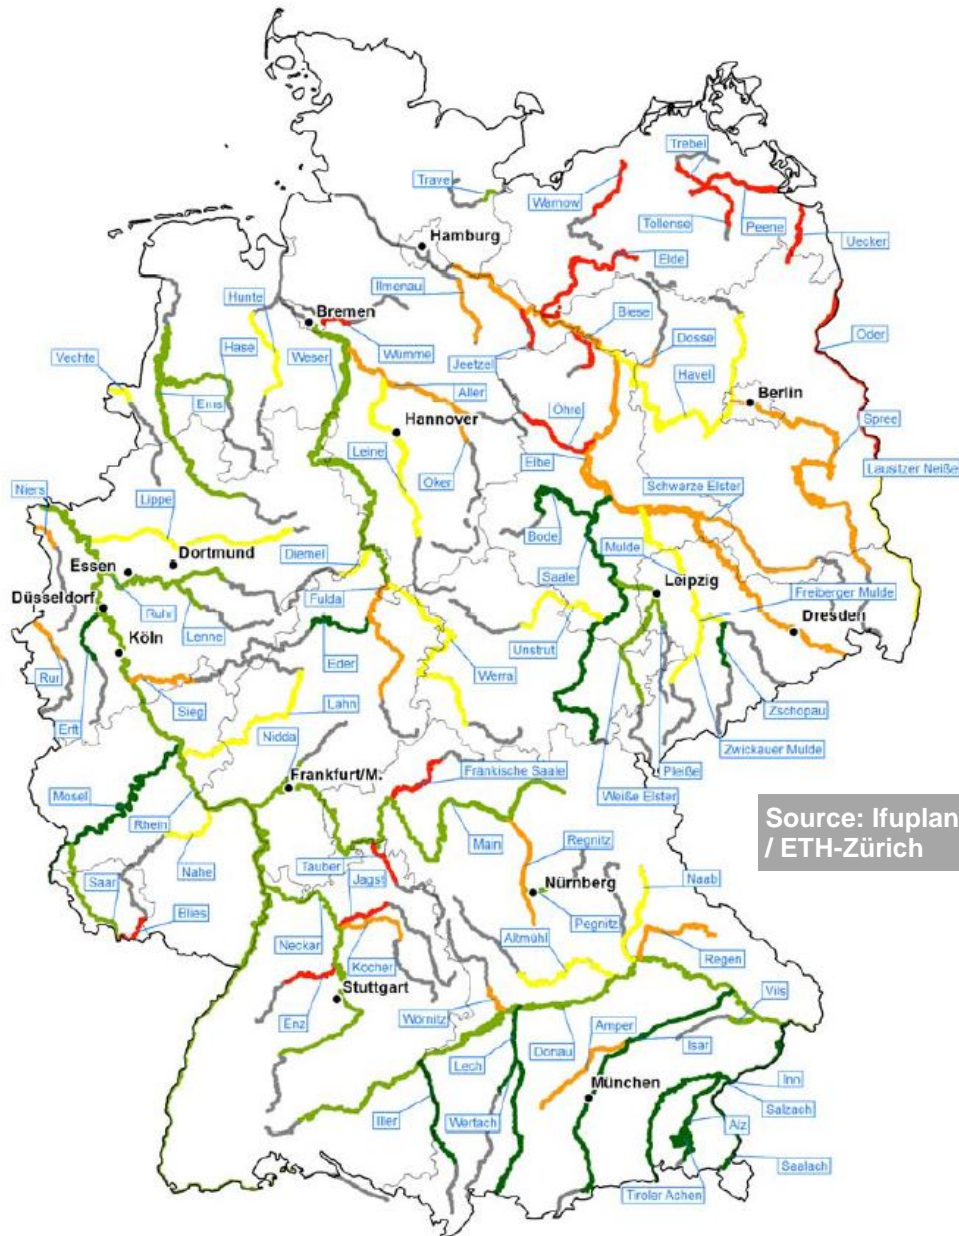 Trebel
Trave
Warnow
Tollense
Peene
Uecker
Hamburg
Elde
Ilmenau
Hunte
Bremen
Biese
Oder
Vechte
Hase
Weser
Wümme
Jeetzel
Dosse
Havel
Aller
Berlin
Ems
Hannover
Ohre
Spree
Leine
Oker
Elbe
Lausitzer Neiße
Niers
Lippe
Schwarze Elster
Dortmund
Diemel
Bode
Mulde
Essen
Saale
Leipzig
Düsseldorf
Ruhr
Fulda
Freiberger Mulde
Köln
Lenne
Unstrut
Dresden
Rur
Eder
Werra
Sieg
Lahn
Zschopau
Erft
Nidda
Zwickauer Mulde
Frankfurt/M.
Fränkische Saale
Pleiße
Mosel
Weiße Elster
Rhein
Main
Regnitz
Source: Ifuplan
/ ETH-Zürich
Nahe
Tauber
Jagst
Saar
Nürnberg
Naab
Blies
Neckar
Altmühl
Pegnitz
Kocher
Regen
Stuttgart
Enz
Wörnitz
Amper
Vils
Lech
Donau
Isar
München
Inn
Iller
Wertach
Salzach
Alz
Saalach
Tiroler Achen